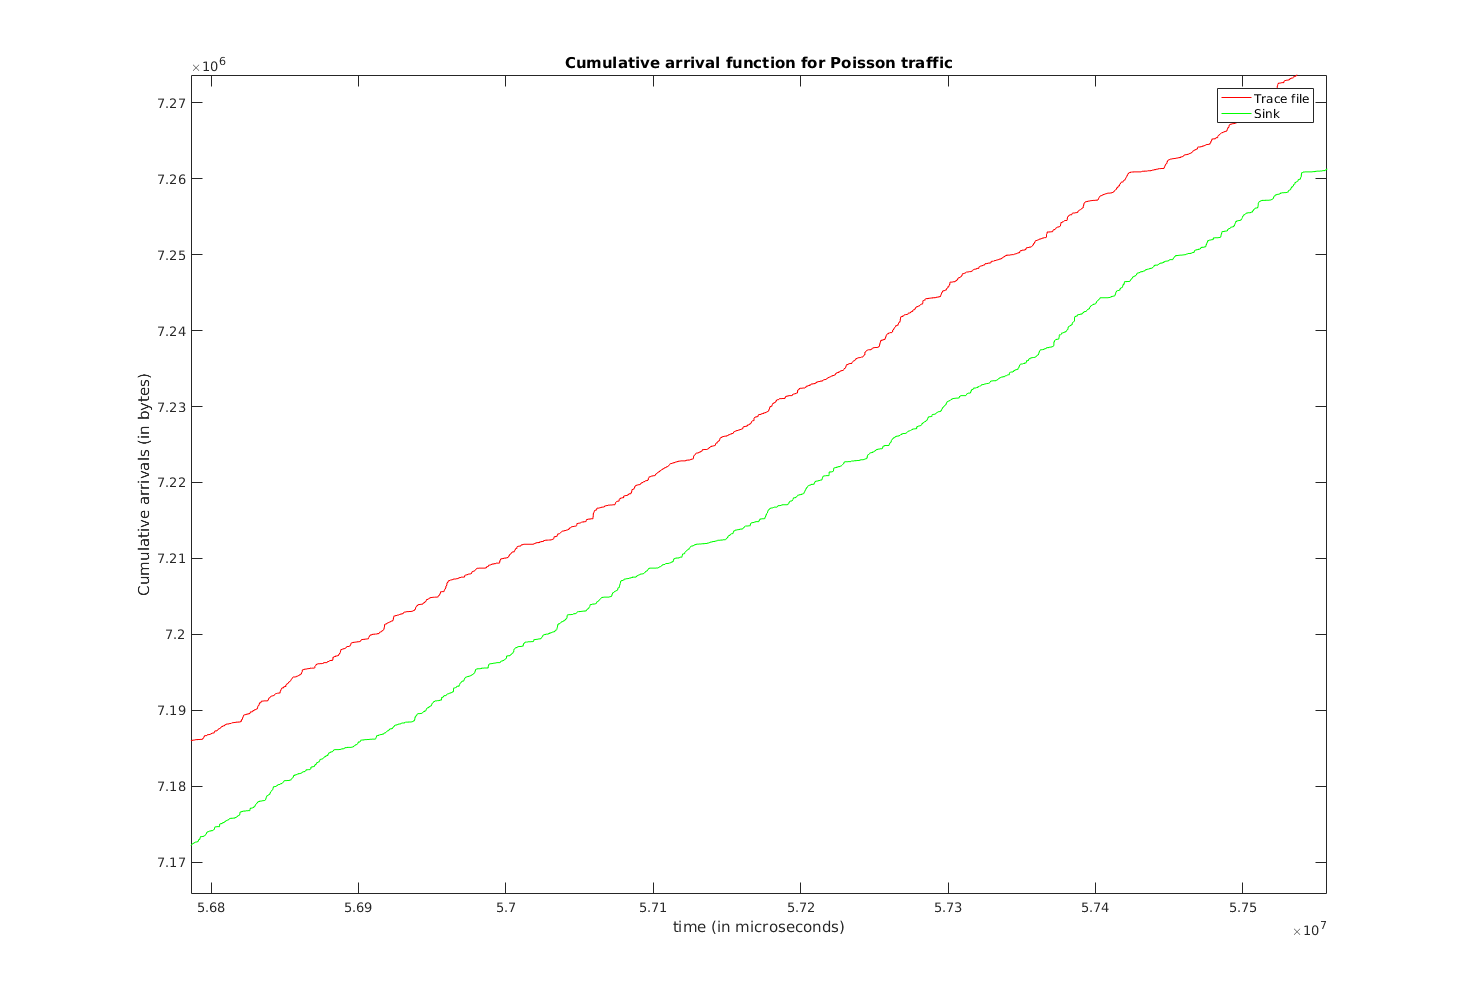 Cumulative arrival function for Poisson traffic
×10^6
7.27
7.26
7.25
7.24
7.23
7.22
7.21
7.2
7.19
7.18
7.17
Cumulative arrivals (in bytes)
Trace file
Sink
5.68 5.69 5.7 5.71 5.72 5.73 5.74 5.75
time (in microseconds)
×10^7